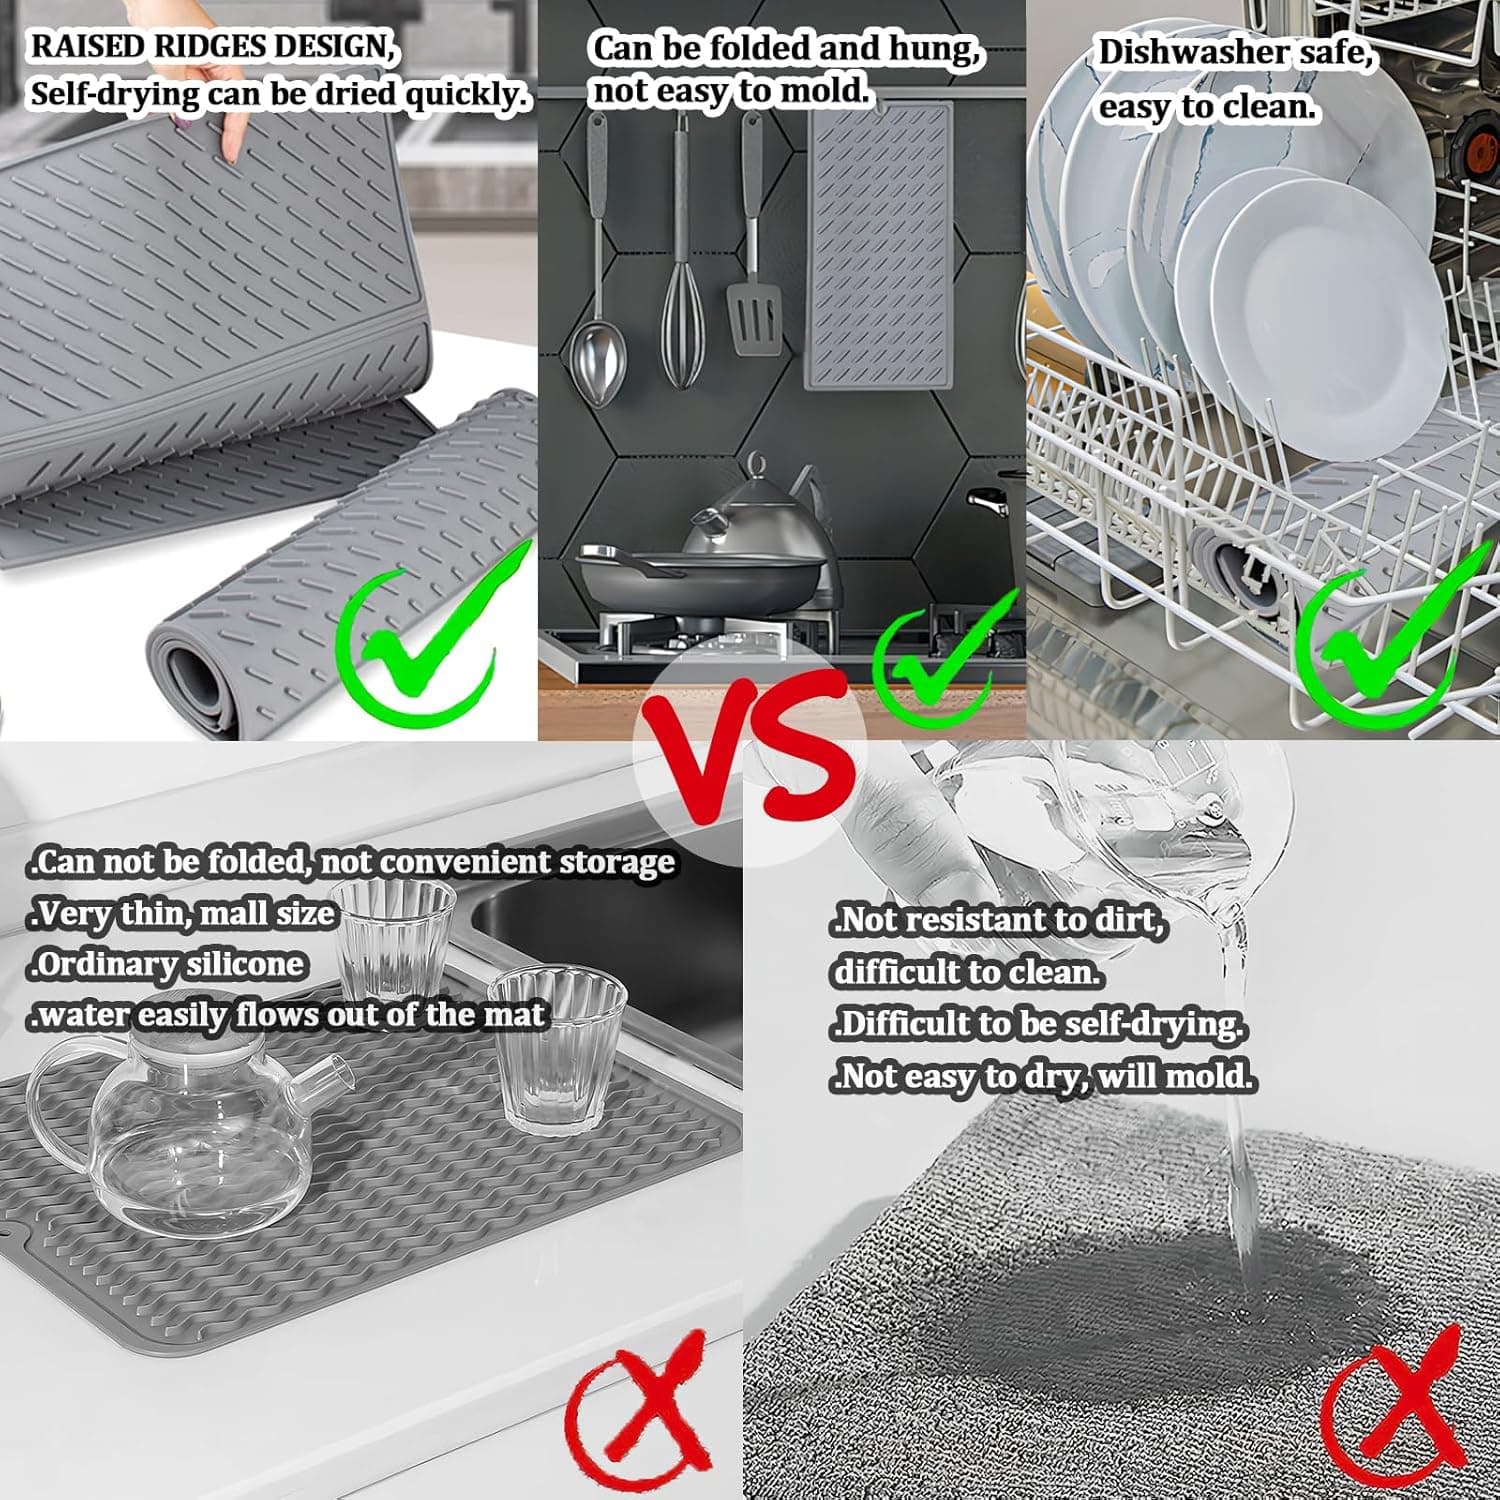 RAISED RIDGES DESIGN,
Self-drying can be dried quickly.
Can be folded and hung,
not easy to mold.
Dishwasher safe,
easy to clean.
VS
.Can not be folded, not convenient storage
.Very thin, mall size
.Ordinary silicone
.water easily flows out of the mat
.Not resistant to dirt,
difficult to clean.
.Difficult to be self-drying.
.Not easy to dry, will mold.